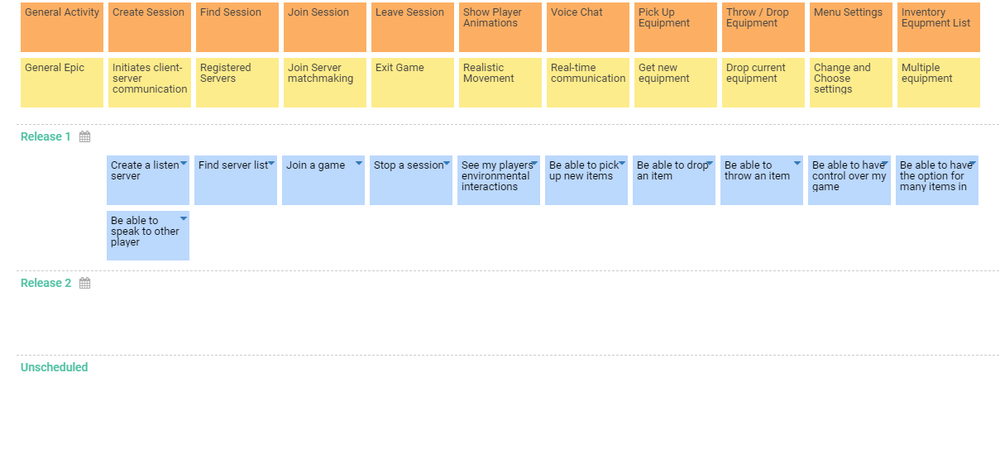 General Activity
Create Session
Find Session
Join Session
Leave Session
Show Player
Animations
Voice Chat
Pick Up
Equipment
Throw / Drop
Equipment
Menu Settings
Inventory
Equpment List
General Epic
Initiates client-
server
communication
Registered
Servers
Join Server
matchmaking
Exit Game
Realistic
Movement
Real-time
communication
Get new
equipment
Drop current
equipment
Change and
Choose
settings
Multiple
equipment
Release 1
Create a listen
server
Find server list
Join a game
Stop a session
See my players
environmental
interactions
Be able to pick
up new items
Be able to drop
an item
Be able to
throw an item
Be able to have
control over my
game
Be able to have
the option for
many items in
Be able to
speak to other
player
Release 2
Unscheduled